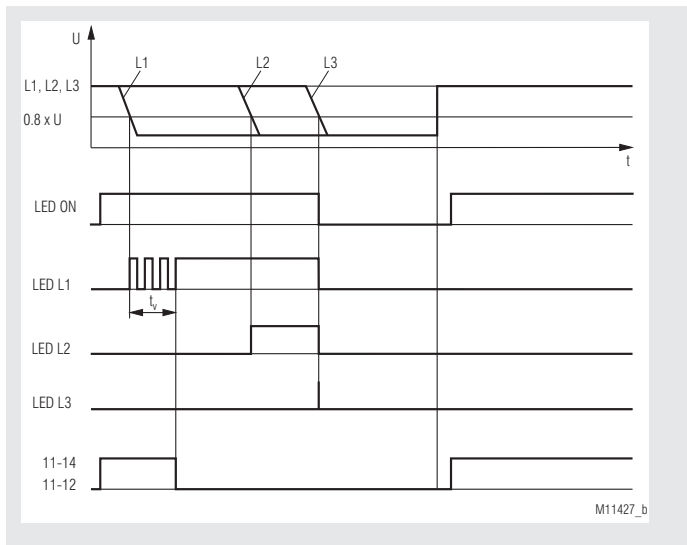 U
L1
L2
L3
L1, L2, L3
0.8 x U
t
LED ON
LED L1
tv
LED L2
LED L3
11-14
11-12
M11427_b